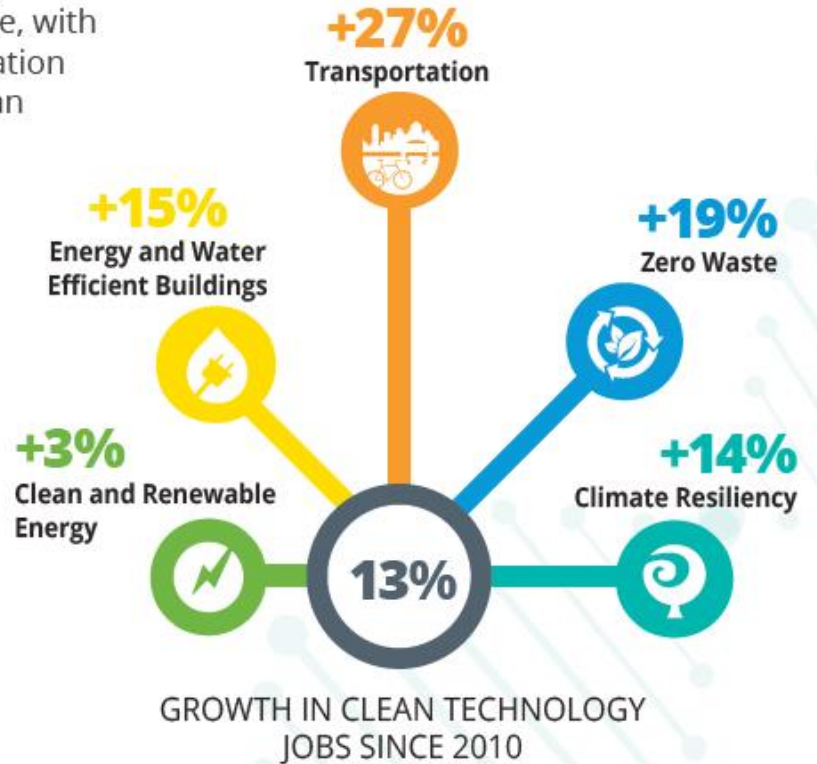 e, with
ation
an
+27%
Transportation
+15%
Energy and Water
Efficient Buildings
+19%
Zero Waste
+3%
Clean and Renewable
Energy
+14%
Climate Resiliency
13%
GROWTH IN CLEAN TECHNOLOGY
JOBS SINCE 2010